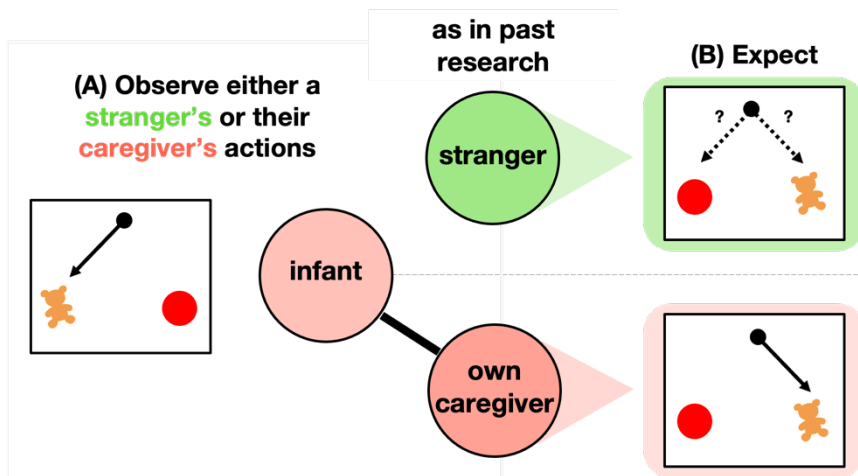 (A) Observe either a
stranger's or their
caregiver's actions
as in past
research
(B) Expect
stranger
? ?
infant
own
caregiver